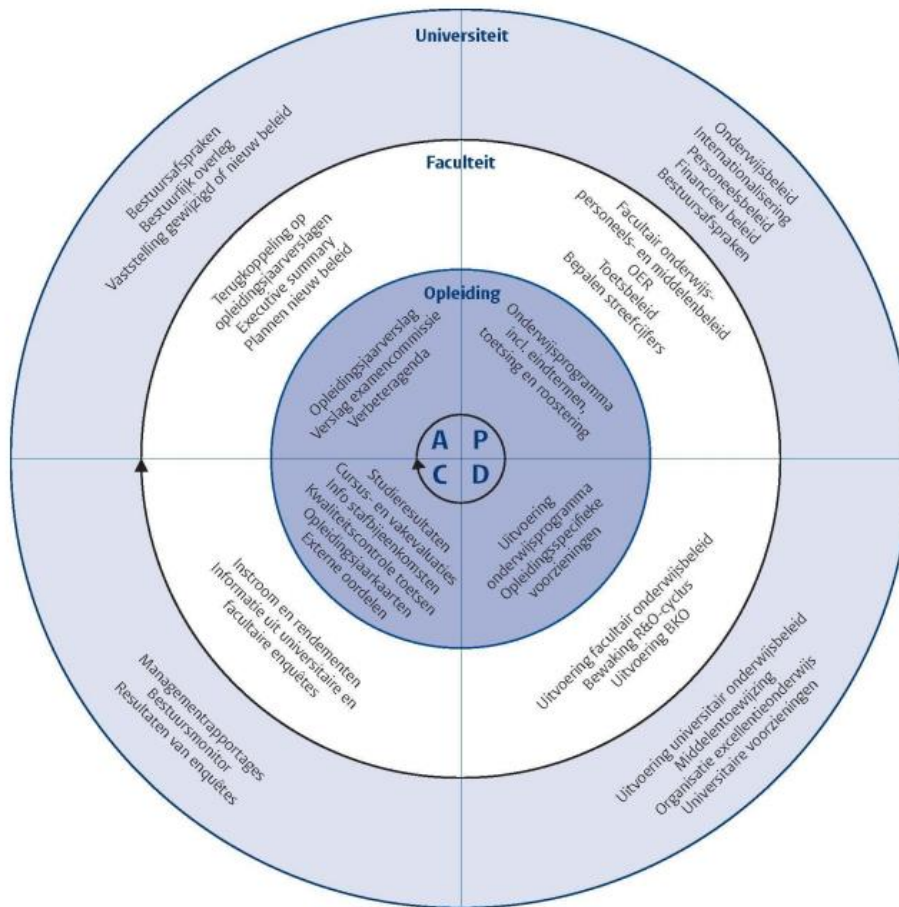 Universiteit
Bestuursafspraken
Bestuurlijk overleg
Vaststelling gewijzigd of nieuw beleid
Onderwijsbeleid
Internationalisering
Personeelsbeleid
Financieel beleid
Bestuursafspraken
Faculteit
Terugkoppeling op
opleidingsjaarverslagen
Executive summary
Plannen nieuw beleid
Facultair onderwijs-
personeels- en middelenbeleid
OER
Toetsbeleid
Bepalen streefcijfers
Opleiding
Opleidingsjaarverslag
Verslag examencommissie
Verbeteragenda
Onderwijsprogramma
incl. eindtermen,
toetsing en roostering
A P
C D
Studieresultaten
Cursus- en vakevaluaties
Info stafbijeenkomsten
Kwaliteitscontrole toetsen
Opleidingsjaarkaarten
Externe oordelen
Uitvoering
onderwijsprogramma
Opleidingsspecifieke
voorzieningen
Instroom en rendementen
Informatie uit universitaire en
facultaire enquêtes
Uitvoering facultair onderwijsbeleid
Bewaking R&O-cyclus
Uitvoering BKO
Managementrapportages
Bestuursmonitor
Resultaten van enquêtes
Uitvoering universitair onderwijsbeleid
Middelentoewijzing
Organisatie excellentieonderwijs
Universitaire voorzieningen